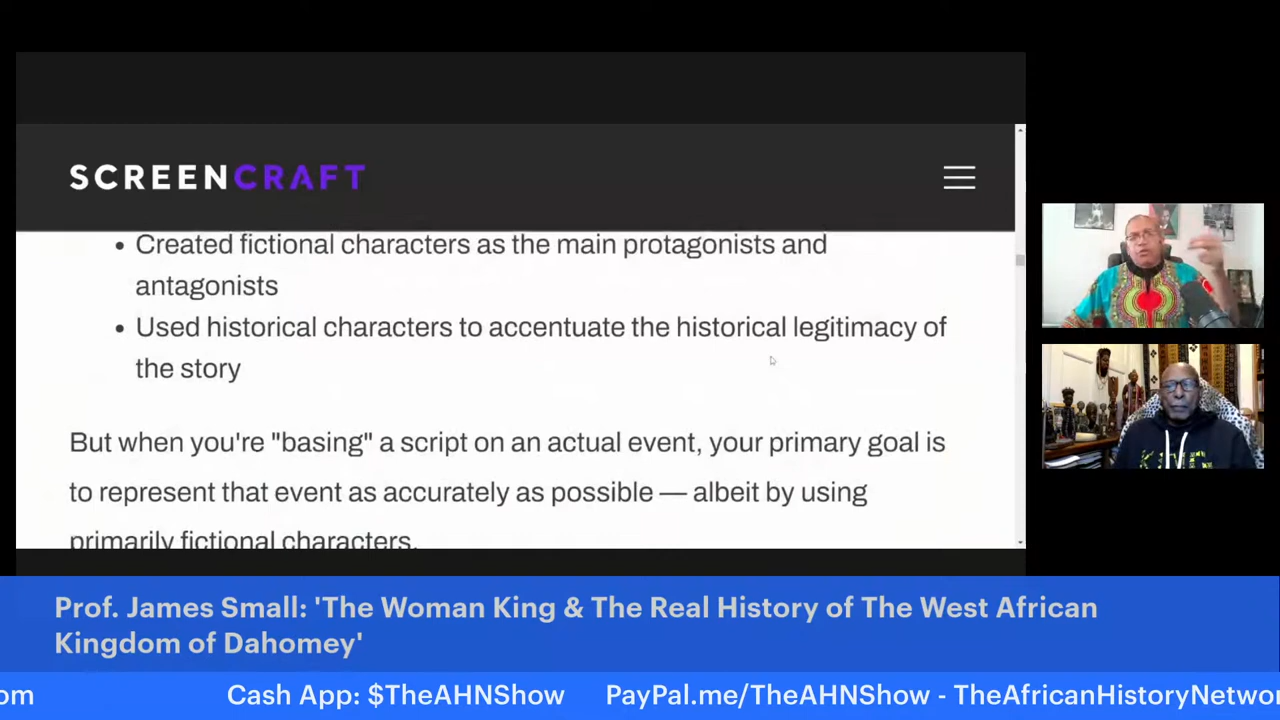 SCREENCRAFT
Created fictional characters as the main protagonists and
antagonists
Used historical characters to accentuate the historical legitimacy of
the story
But when you're "basing" a script on an actual event, your primary goal is
to represent that event as accurately as possible — albeit by using
primarily fictional characters.
Prof. James Small: 'The Woman King & The Real History of The West African
Kingdom of Dahomey'
om Cash App: $TheAHNShow PayPal.me/TheAHNShow - TheAfricanHistoryNetwor